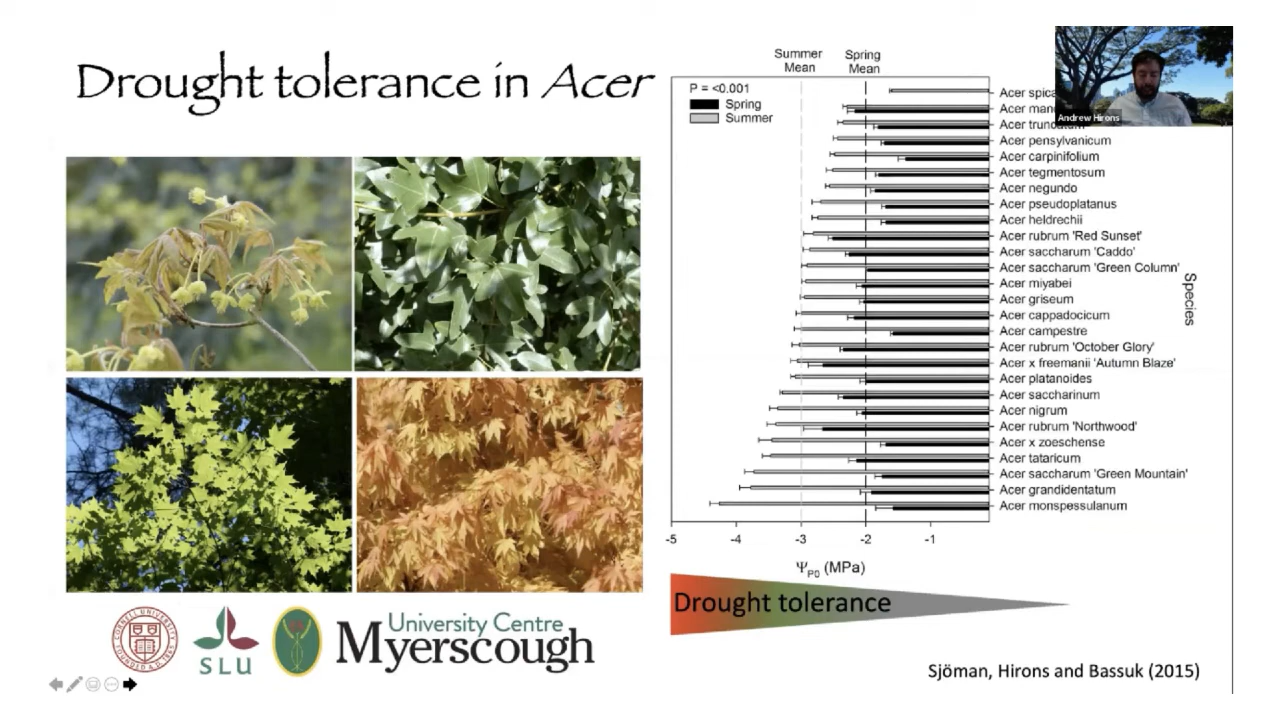 Drought tolerance in Acer
Summer Mean
Spring Mean
P = <0.001
Spring
Summer
Andrew Hirons
Acer
Acer
Acer truncatum
Acer pensylvanicum
Acer carpinifolium
Acer tegmentosum
Acer negundo
Acer pseudoplatanus
Acer heldrechii
Acer rubrum 'Red Sunset'
Acer saccharum 'Caddo'
Acer saccharum 'Green Column'
Acer miyabei
Acer griseum
Acer cappadocicum
Acer campestre
Acer rubrum 'October Glory'
Acer x freemanii 'Autumn Blaze'
Acer platanoides
Acer saccharinum
Acer nigrum
Acer rubrum 'Northwood'
Acer x zoeschense
Acer tataricum
Acer saccharum 'Green Mountain'
Acer grandidentatum
Acer monspessulanum
Species
-5 -4 -3 -2 -1
ΨP0 (MPa)
Drought tolerance
CORNELL UNIVERSITY
SLU
University Centre
Myerscough
Sjöman, Hirons and Bassuk (2015)